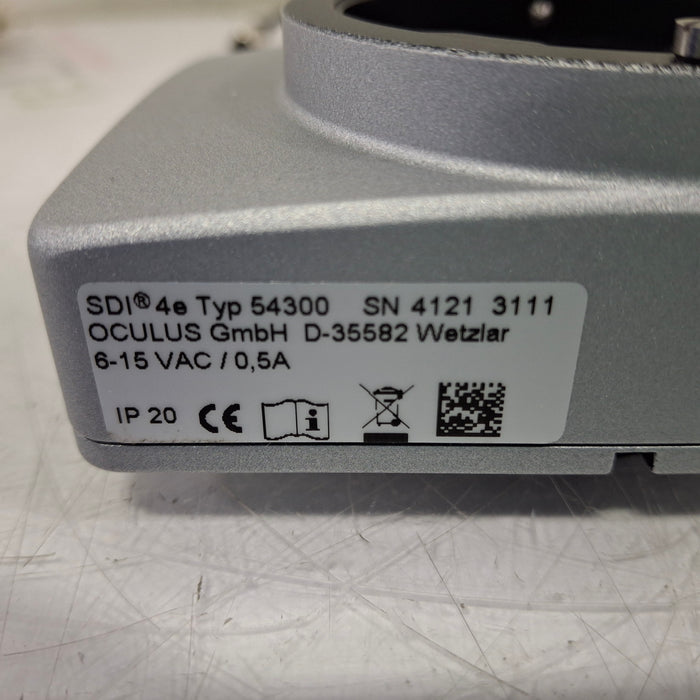 SDI® 4e Typ 54300 SN 4121 3111
OCULUS GmbH D-35582 Wetzlar
6-15 VAC / 0,5A
IP 20 CE i